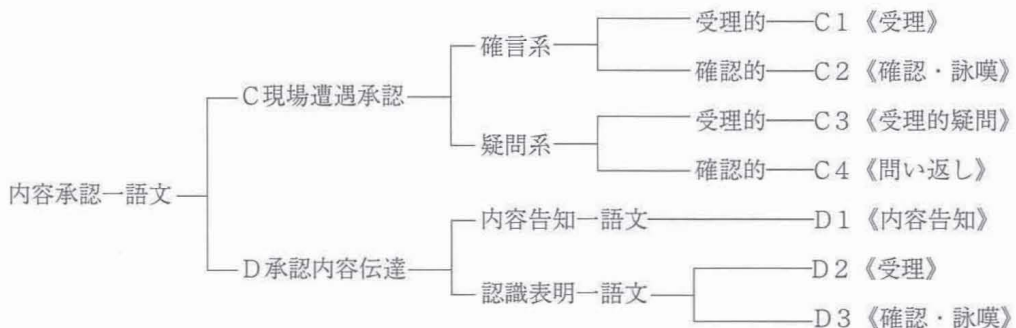 受理的 C1《受理》
確言系
確認的 C2《確認・詠嘆》
C現場遭遇承認
受理的 C3《受理的疑問》
疑問系
確認的 C4《問い返し》
内容承認一語文
内容告知一語文 D1《内容告知》
D承認内容伝達
D2《受理》
認識表明一語文
D3《確認・詠嘆》